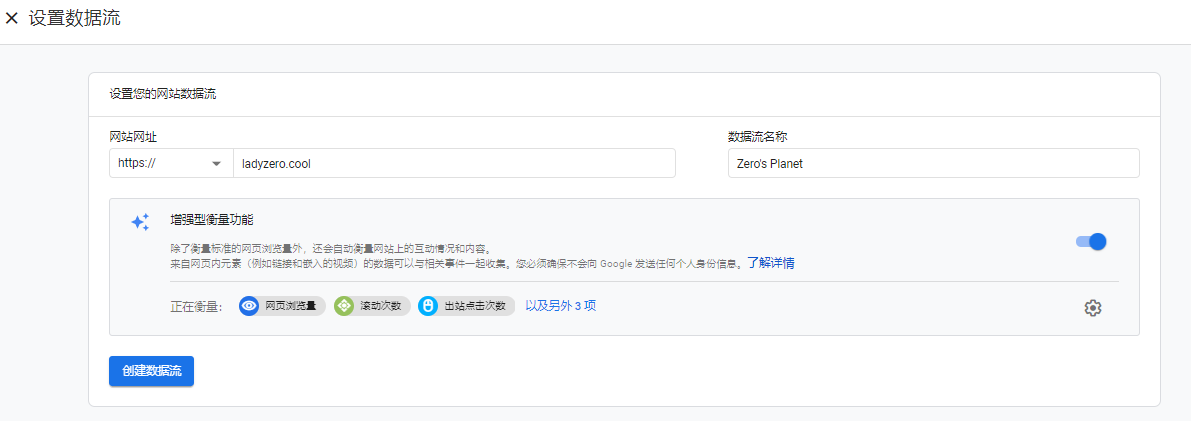 设置数据流
设置您的网站数据流
网站网址
数据流名称
https://
ladyzero.cool
Zero's Planet
增强型衡量功能
除了衡量标准的网页浏览量外，还会自动衡量网站上的互动情况和内容。
来自网页内元素（例如链接和嵌入的视频）的数据可以与相关事件一起收集。您必须确保不会向 Google 发送任何个人身份信息。了解详情
正在衡量： 网页浏览量 滚动次数 出站点击次数 以及另外 3 项
创建数据流